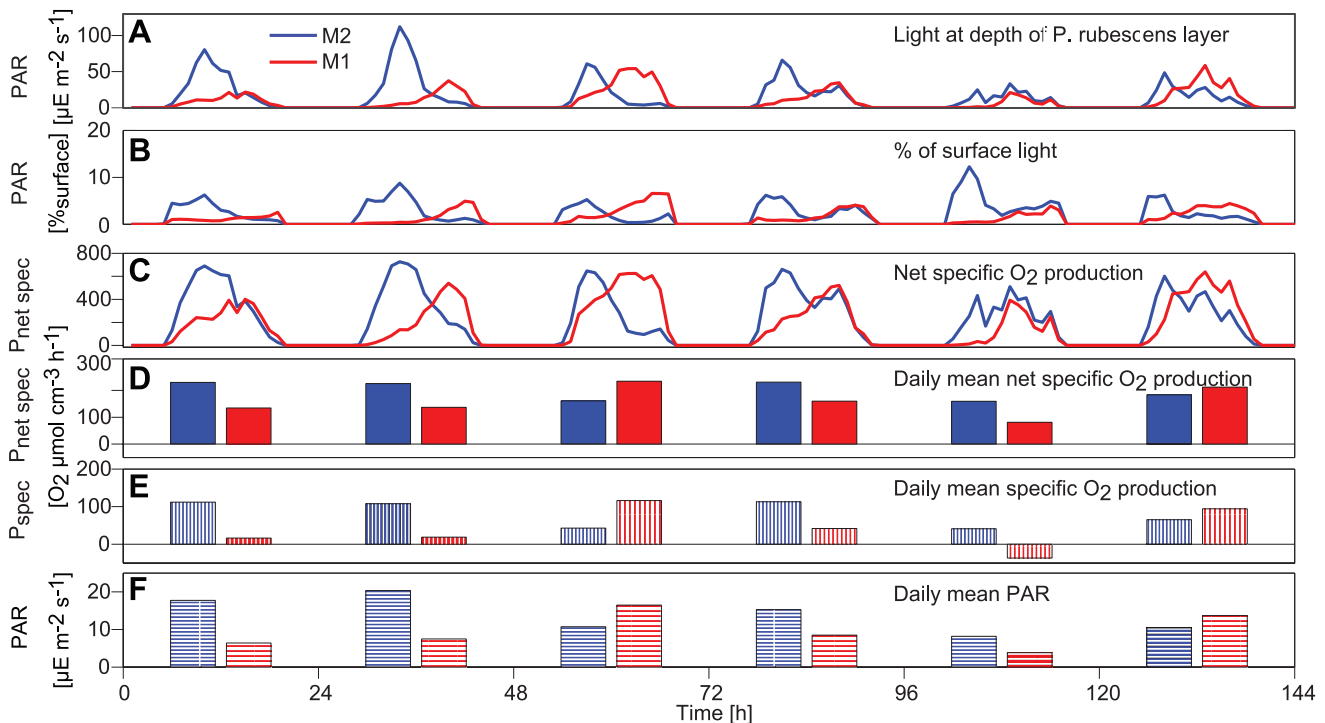 A
M2
M1
Light at depth of P. rubescens layer
100
50
0
PAR
[µE m-2 s-1]
B
% of surface light
20
10
0
PAR
[%surface]
C
Net specific O2 production
800
400
0
Pnet spec
D
Daily mean net specific O2 production
300
100
0
Pnet spec
[O2 µmol cm-3 h-1]
E
Daily mean specific O2 production
200
100
0
Pspec
F
Daily mean PAR
20
10
0
PAR
[µE m-2 s-1]
0 24 48 72 96 120 144
Time [h]